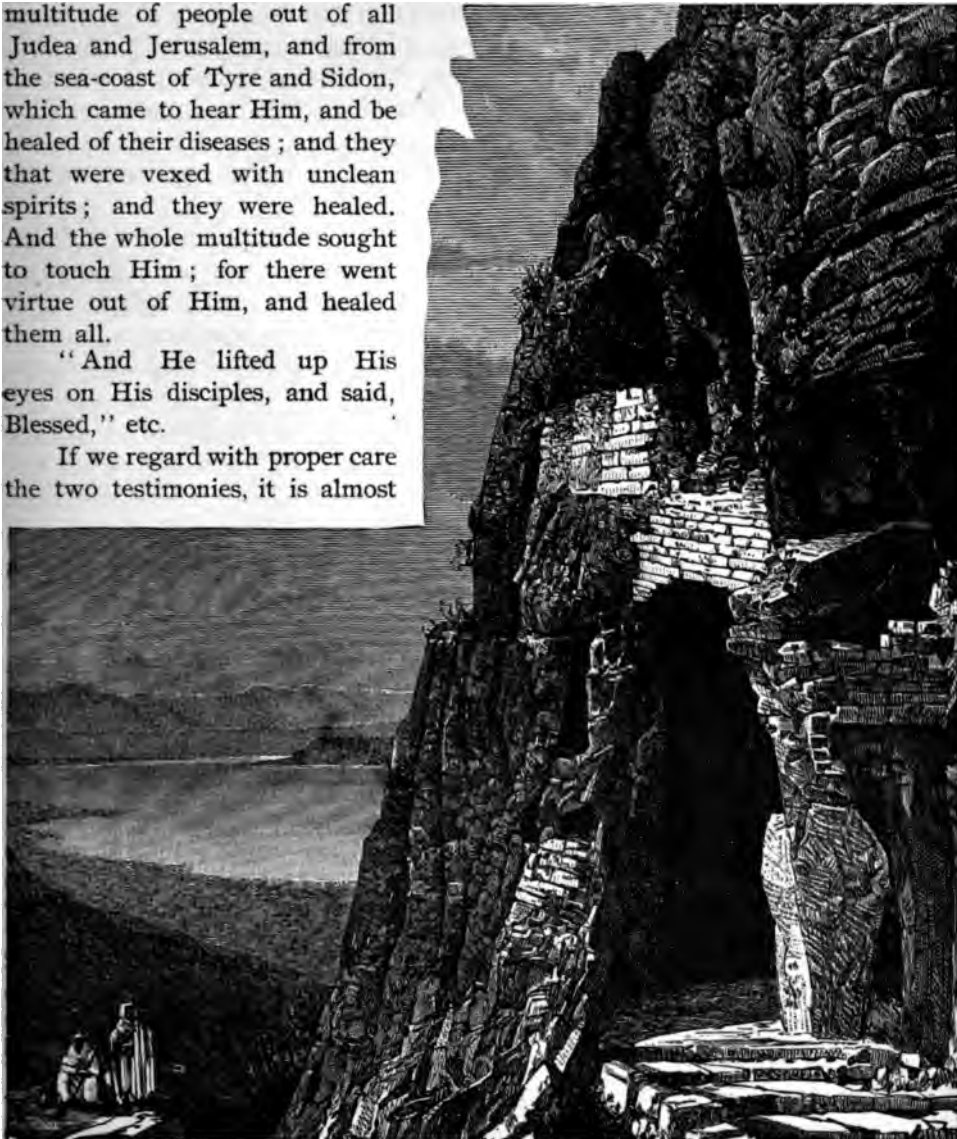 multitude of people out of all
Judea and Jerusalem, and from
the sea-coast of Tyre and Sidon,
which came to hear Him, and be
healed of their diseases ; and they
that were vexed with unclean
spirits ; and they were healed.
And the whole multitude sought
to touch Him ; for there went
virtue out of Him, and healed
them all.
“And He lifted up His
eyes on His disciples, and said,
Blessed,” etc.
If we regard with proper care
the two testimonies, it is almost